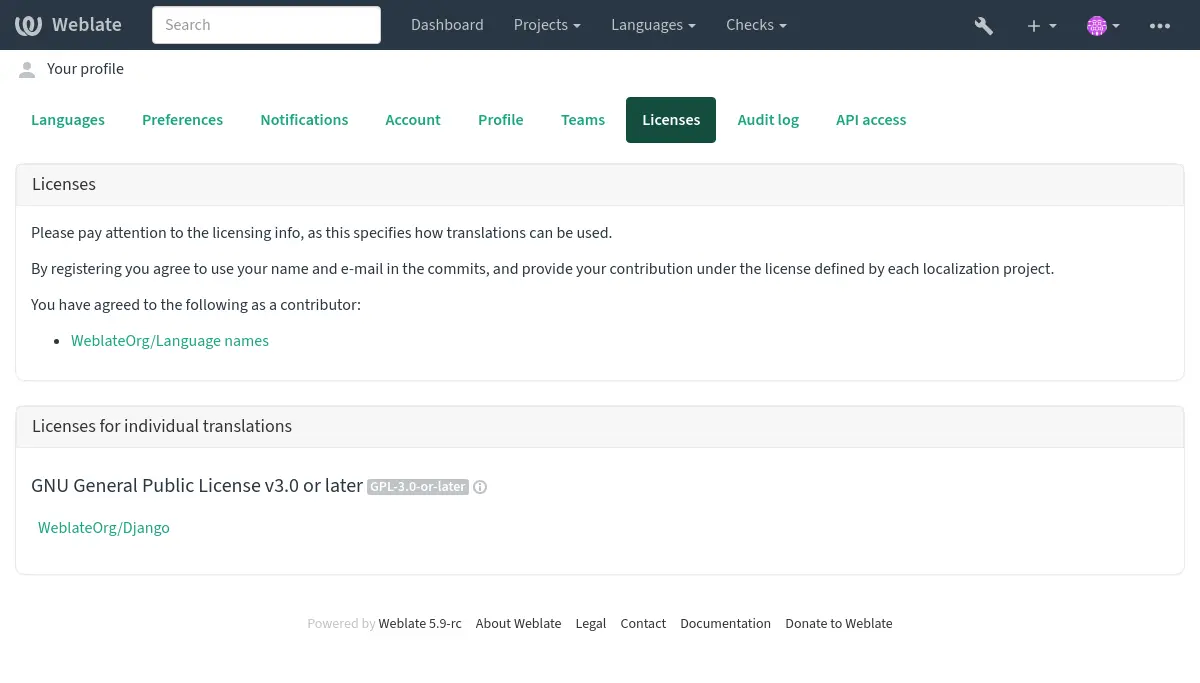 Weblate Search Dashboard Projects Languages Checks
Your profile
Languages Preferences Notifications Account Profile Teams Licenses Audit log API access
Licenses
Please pay attention to the licensing info, as this specifies how translations can be used.
By registering you agree to use your name and e-mail in the commits, and provide your contribution under the license defined by each localization project.
You have agreed to the following as a contributor:
WeblateOrg/Language names
Licenses for individual translations
GNU General Public License v3.0 or later GPL-3.0-or-later
WeblateOrg/Django
Powered by Weblate 5.9-rc About Weblate Legal Contact Documentation Donate to Weblate